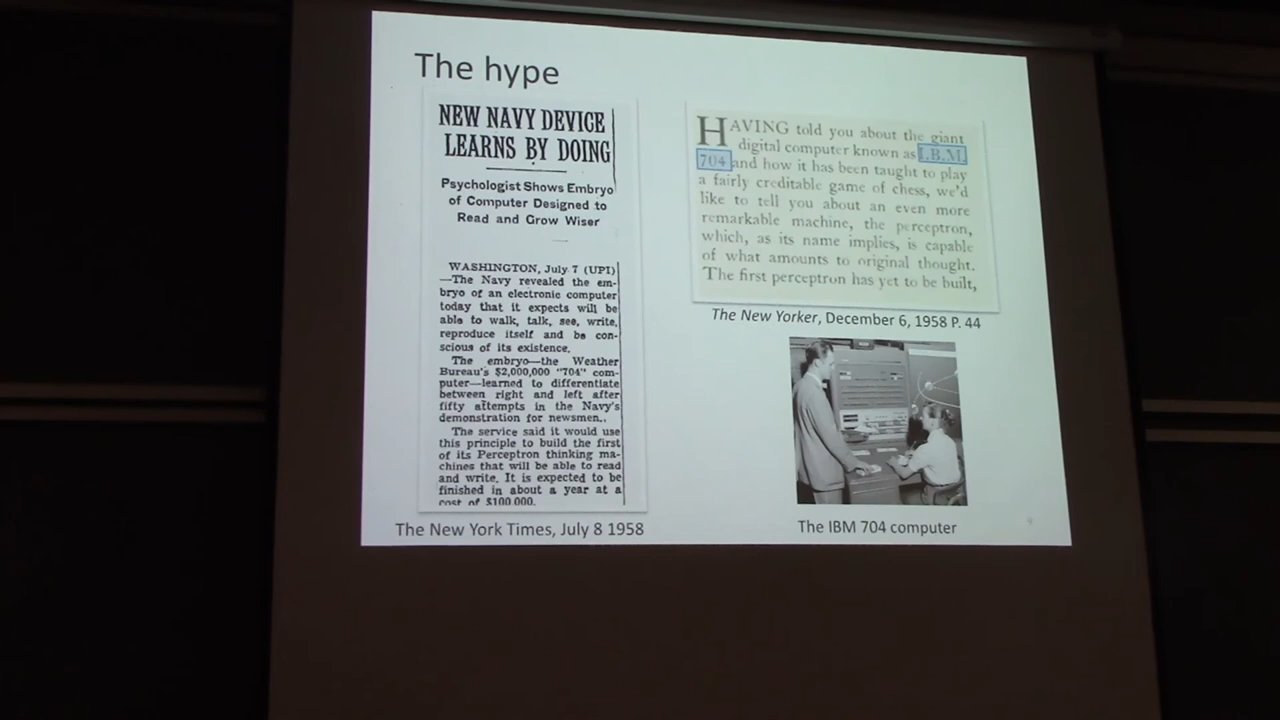 The hype
NEW NAVY DEVICE
LEARNS BY DOING
Psychologist Shows Embryo
of Computer Designed to
Read and Grow Wiser
WASHINGTON, July 7 (UPI)
—The Navy revealed the em-
bryo of an electronic computer
today that it expects will be
able to walk, talk, see, write,
reproduce itself and be con-
scious of its existence.
The embryo—the Weather
Bureau's $2,000,000 "704" com-
puter—learned to differentiate
between right and left after
fifty attempts in the Navy's
demonstration for newsmen.
The service said it would use
this principle to build the first
of its Perceptron thinking ma-
chines that will be able to read
and write. It is expected to be
finished in about a year at a
cost of $100,000.
The New York Times, July 8 1958
HAVING told you about the giant
digital computer known as I.B.M.
704 and how it has been taught to play
a fairly creditable game of chess, we'd
like to tell you about an even more
remarkable machine, the perceptron,
which, as its name implies, is capable
of what amounts to original thought.
The first perceptron has yet to be built,
The New Yorker, December 6, 1958 P. 44
The IBM 704 computer